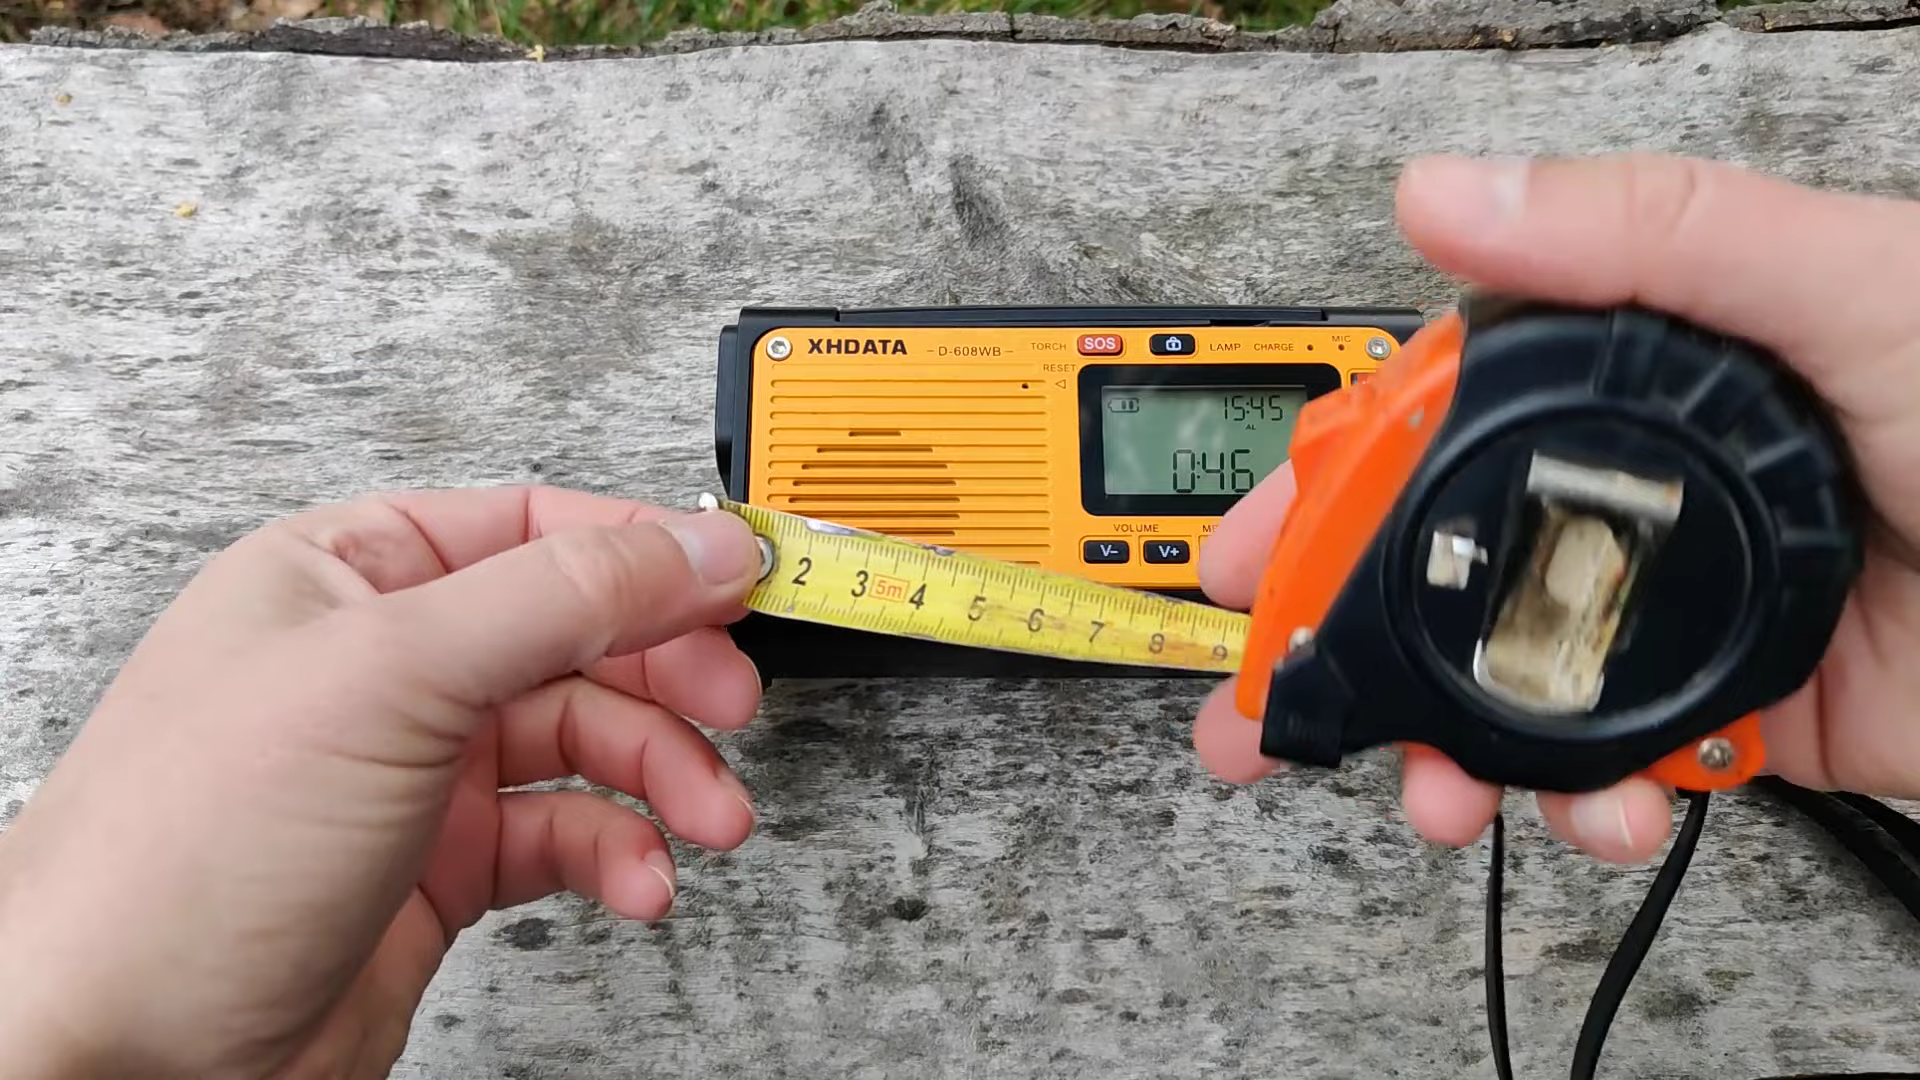 XHDATA
-D-608WB-
TORCH
SOS
LAMP
CHARGE
MIC
RESET
15:45
AL
0:46
VOLUME
V-
V+
2 3 5m 4 5 6 7 8 9